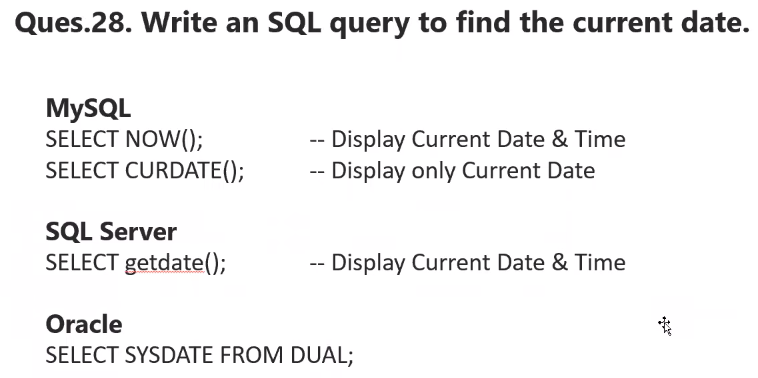 Ques.28. Write an SQL query to find the current date.
MySQL
SELECT NOW(); -- Display Current Date & Time
SELECT CURDATE(); -- Display only Current Date
SQL Server
SELECT getdate(); -- Display Current Date & Time
Oracle
SELECT SYSDATE FROM DUAL;